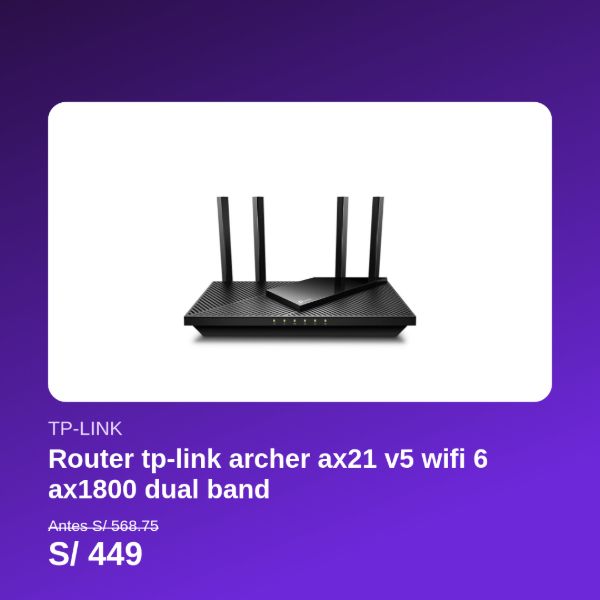 TP-LINK
Router tp-link archer ax21 v5 wifi 6
ax1800 dual band
Antes S/ 568.75
S/ 449